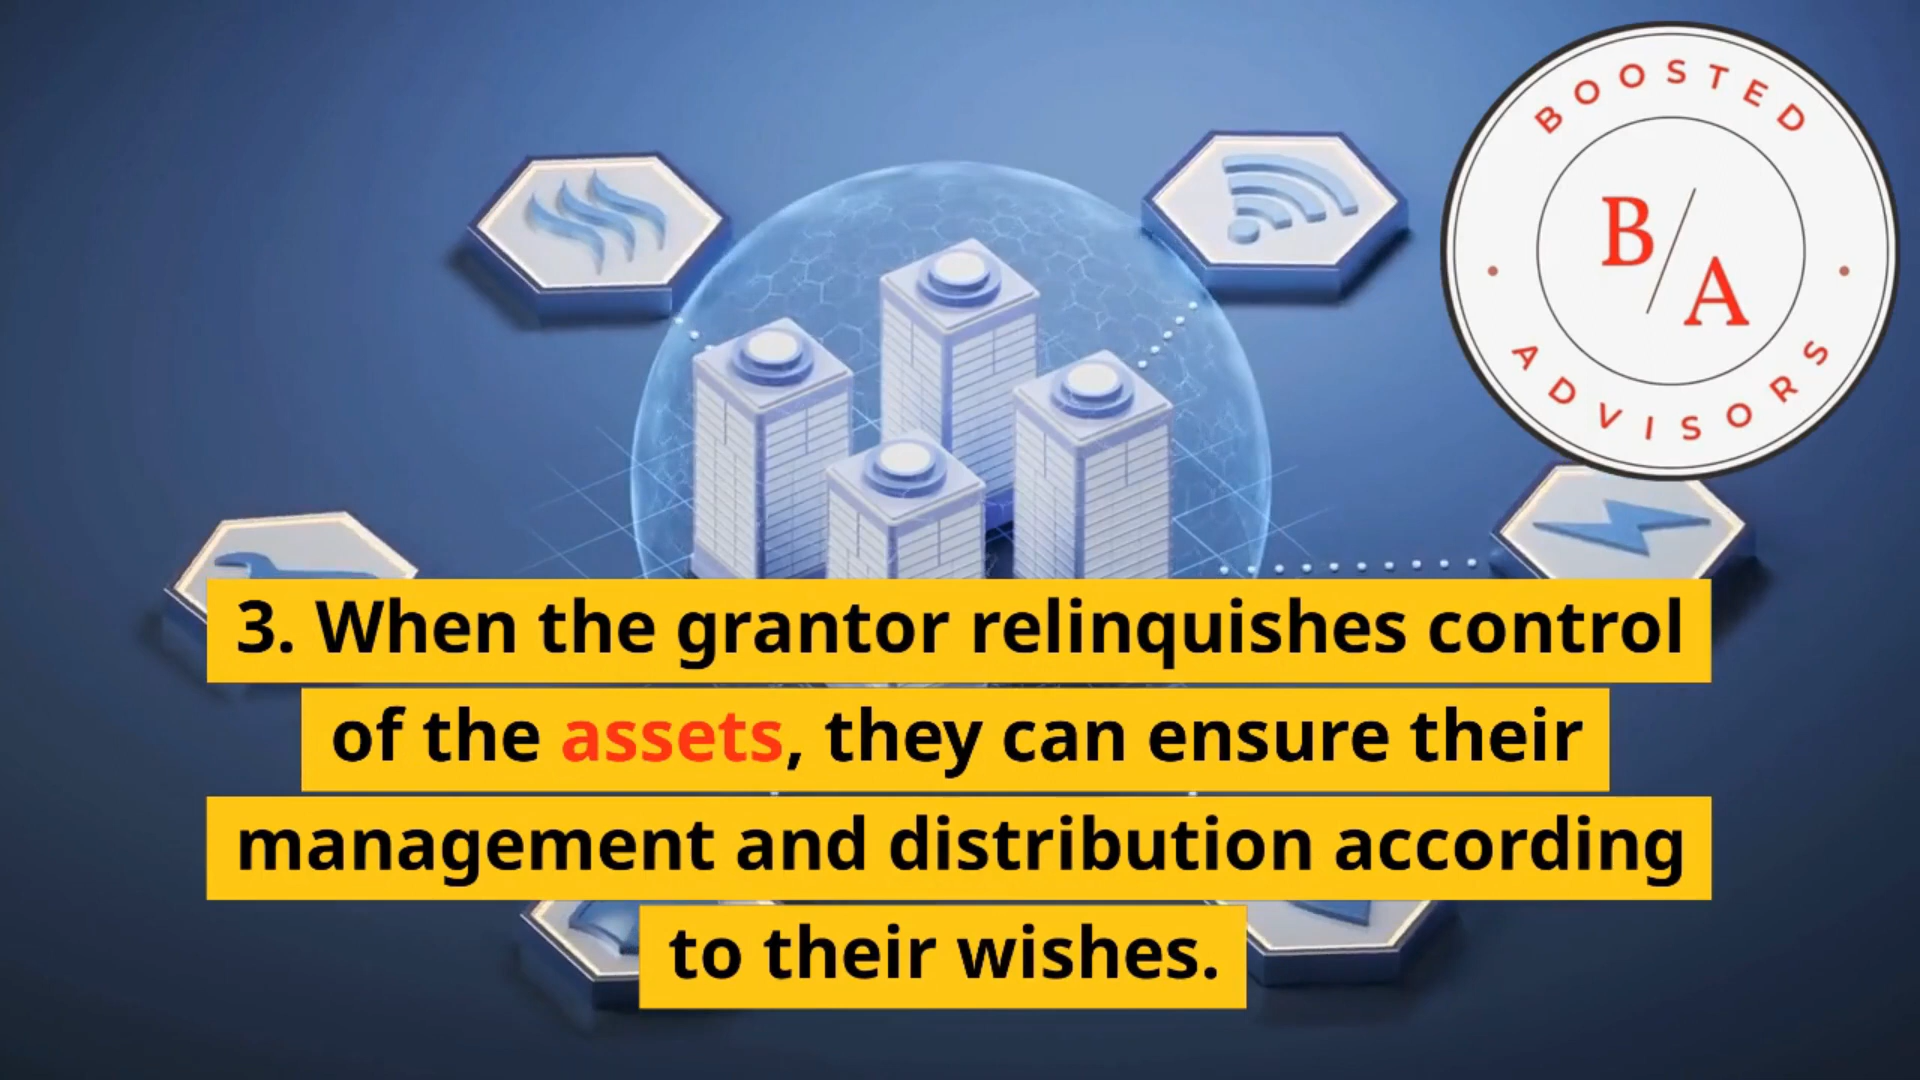 BOOSTED
B/A
ADVISORS
3. When the grantor relinquishes control
of the assets, they can ensure their
management and distribution according
to their wishes.